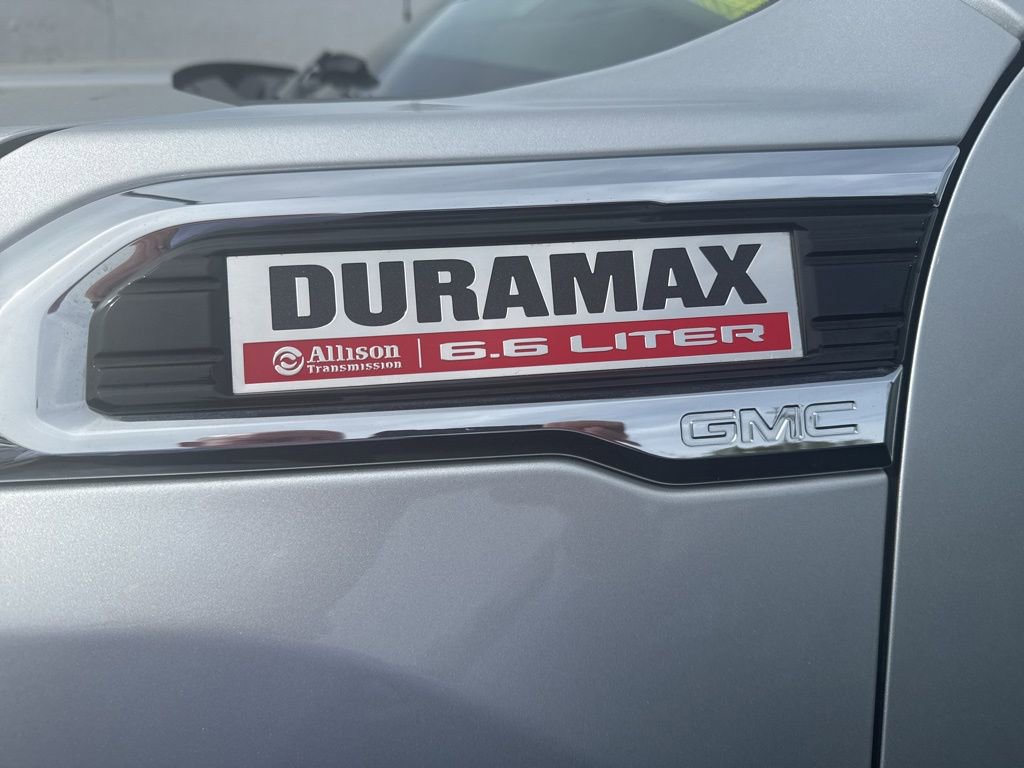 DURAMAX
Allison Transmission | 6.6 LITER
GMC